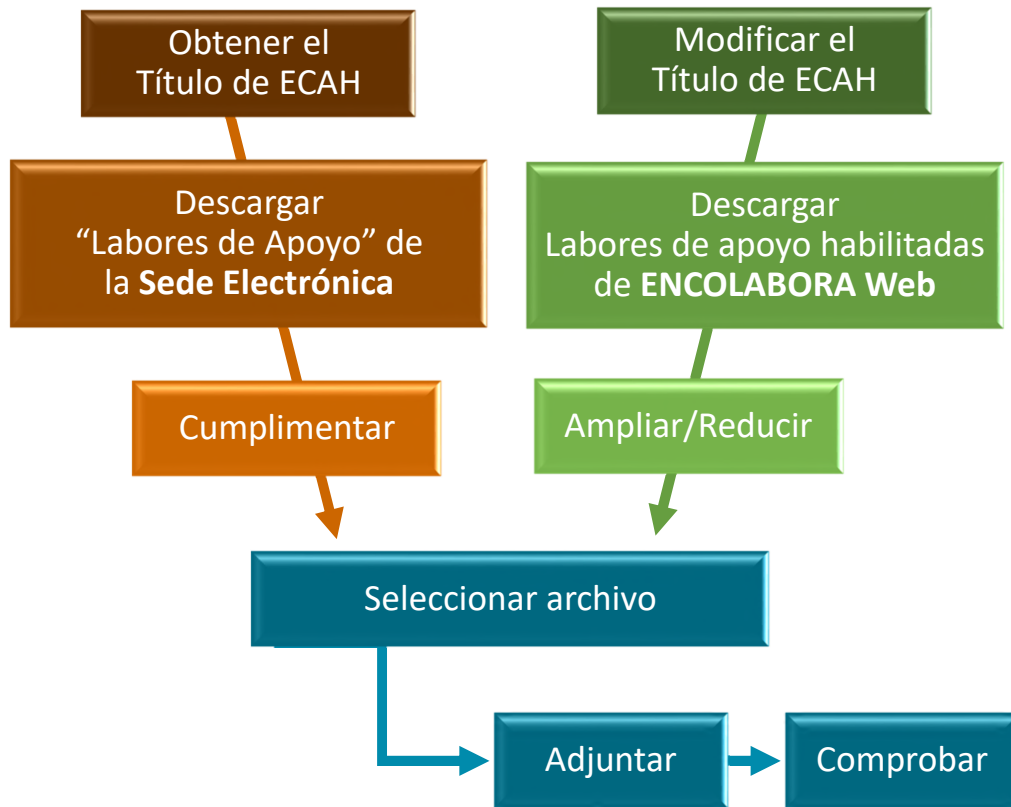 Obtener el
Título de ECAH
Modificar el
Título de ECAH
Descargar
“Labores de Apoyo” de
la Sede Electrónica
Descargar
Labores de apoyo habilitadas
de ENCOLABORA Web
Cumplimentar
Ampliar/Reducir
Seleccionar archivo
Adjuntar
Comprobar